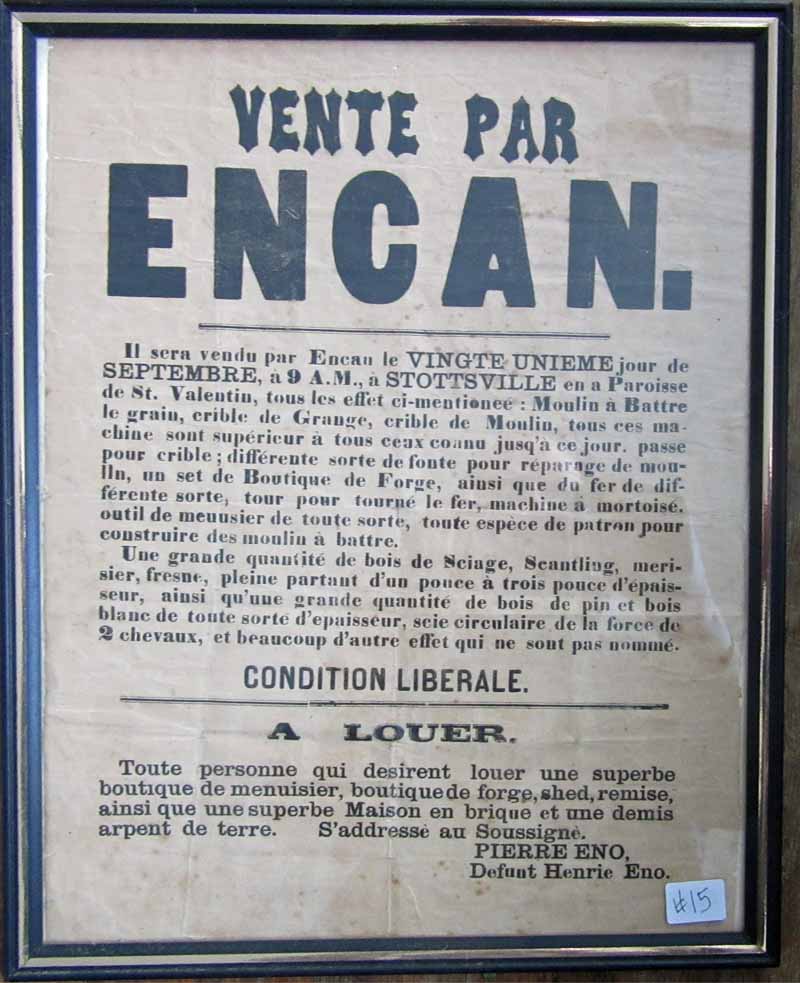 VENTE PAR
ENCAN.
Il sera vendu par Encan le VINGTE UNIEME jour de
SEPTEMBRE, à 9 A.M., à STOTTSVILLE en a Paroisse
de St. Valentin, tous les effet ci-mentionee : Moulin à Battre
le grain, crible de Grange, crible de Moulin, tous ces ma-
chine sont supérieur à tous ceax conau jusq'à ce jour. passe
pour crible ; différente sorte de fonte pour réparage de mou-
lIn, un set de Boutique de Forge, ainsi que du fer de dif-
férente sorte, tour pour tourné le fer, machine à mortoisé.
outil de menusier de toute sorte, toute espèce de patron pour
construire des moulin à battre.
Une grande quantité de bois de Sciage, Scantling, meri-
sier, fresne, pleine partant d'un pouce à trois pouce d'épais-
seur, ainsi qu'une grande quantité de bois de pin et bois
blanc de toute sorte d'epaisseur, scie circulaire de la force de
2 chevaux, et beaucoup d'autre effet qui ne sont pas nommé.
CONDITION LIBERALE.
A LOUER.
Toute personne qui desirent louer une superbe
boutique de menuisier, boutique de forge, shed, remise,
ainsi que une superbe Maison en brique et une demis
arpent de terre. S'addressè au Soussignè.
PIERRE ENO,
Defunt Henrie Eno.
#15